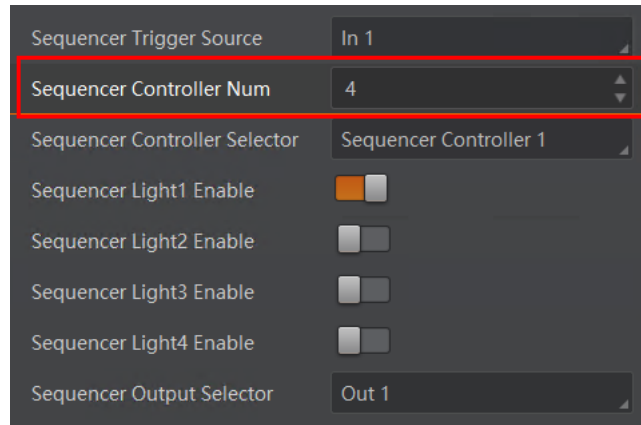 Sequencer Trigger Source In 1
Sequencer Controller Num 4
Sequencer Controller Selector Sequencer Controller 1
Sequencer Light1 Enable
Sequencer Light2 Enable
Sequencer Light3 Enable
Sequencer Light4 Enable
Sequencer Output Selector Out 1